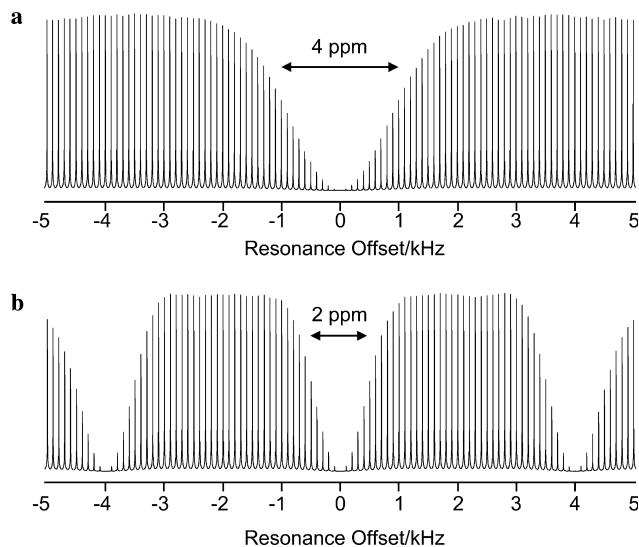 a
4 ppm
-5 -4 -3 -2 -1 0 1 2 3 4 5
Resonance Offset/kHz
b
2 ppm
-5 -4 -3 -2 -1 0 1 2 3 4 5
Resonance Offset/kHz